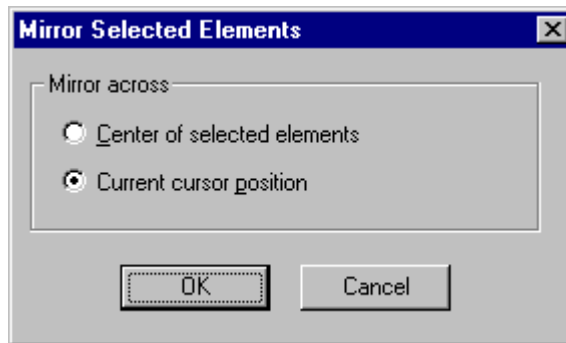 Mirror Selected Elements
Mirror across
Center of selected elements
Current cursor position
OK
Cancel